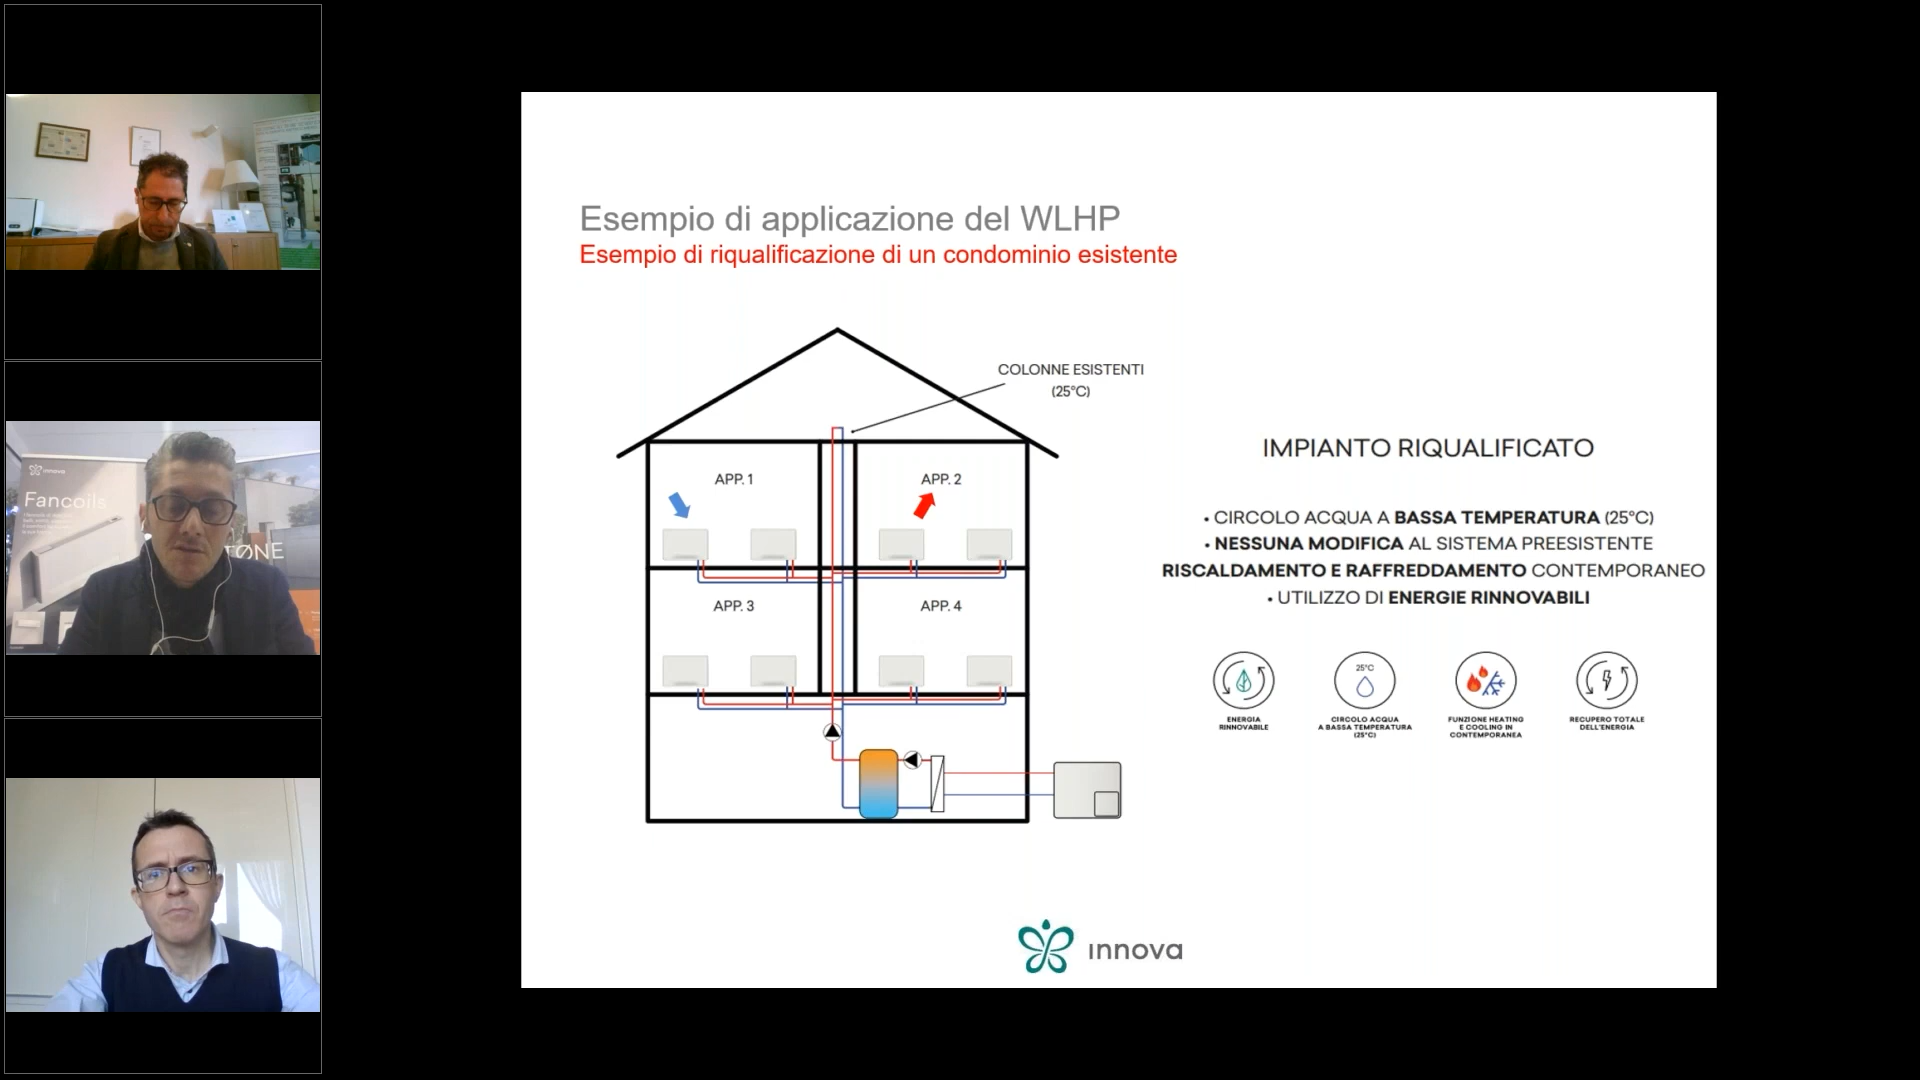 innova
Fancoils
Esempio di applicazione del WLHP
Esempio di riqualificazione di un condominio esistente
COLONNE ESISTENTI
(25°C)
APP. 1
APP. 2
APP. 3
APP. 4
IMPIANTO RIQUALIFICATO
• CIRCOLO ACQUA A BASSA TEMPERATURA (25°C)
• NESSUNA MODIFICA AL SISTEMA PREESISTENTE
RISCALDAMENTO E RAFFREDDAMENTO CONTEMPORANEO
• UTILIZZO DI ENERGIE RINNOVABILI
25°C
ENERGIA
RINNOVABILE
CIRCOLO ACQUA
A BASSA TEMPERATURA
(25°C)
FUNZIONE HEATING
E COOLING IN
CONTEMPORANEA
RECUPERO TOTALE
DELL'ENERGIA
innova